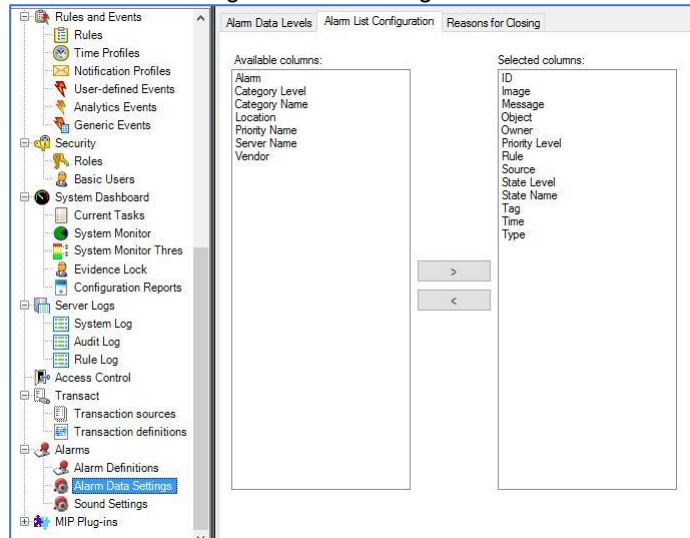 Rules and Events
Rules
Time Profiles
Notification Profiles
User-defined Events
Analytics Events
Generic Events
Security
Roles
Basic Users
System Dashboard
Current Tasks
System Monitor
System Monitor Thres
Evidence Lock
Configuration Reports
Server Logs
System Log
Audit Log
Rule Log
Access Control
Transact
Transaction sources
Transaction definitions
Alarms
Alarm Definitions
Alarm Data Settings
Sound Settings
MIP Plug-ins
Alarm Data Levels Alarm List Configuration Reasons for Closing
Available columns:
Alarm
Category Level
Category Name
Location
Priority Name
Server Name
Vendor
>
<
Selected columns:
ID
Image
Message
Object
Owner
Priority Level
Rule
Source
State Level
State Name
Tag
Time
Type